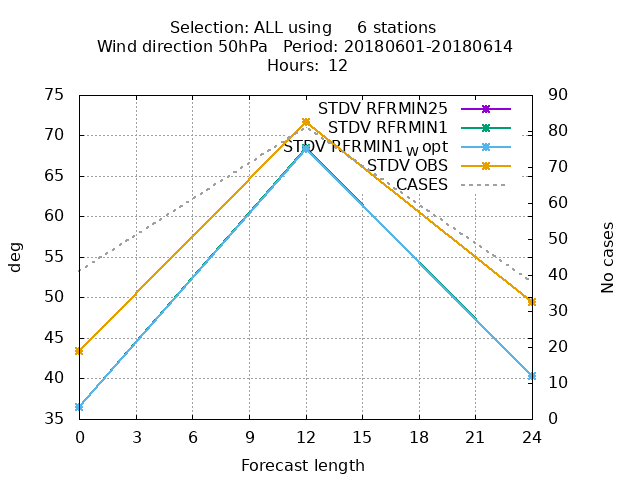 Selection: ALL using 6 stations
Wind direction 50hPa Period: 20180601-20180614
Hours: 12
STDV RFRMIN25
STDV RFRMIN1
STDV RFRMIN1_W opt
STDV OBS
CASES
75
70
65
60
55
50
45
40
35
90
80
70
60
50
40
30
20
10
0
deg
No cases
0 3 6 9 12 15 18 21 24
Forecast length